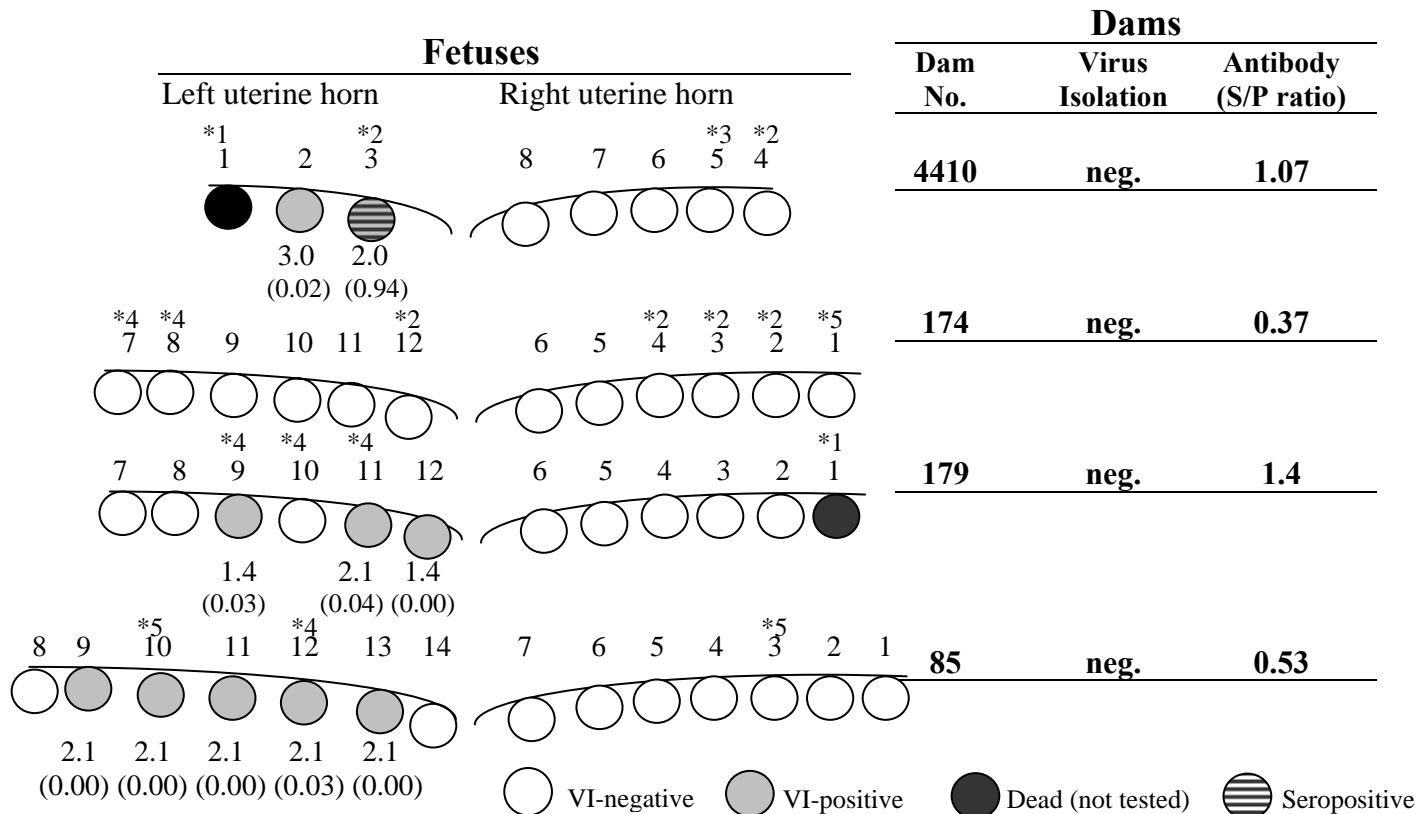 Dams
Fetuses
Dam Virus Antibody
No. Isolation (S/P ratio)
Left uterine horn Right uterine horn
*1 *2 *3 *2
1 2 3 8 7 6 5 4
4410 neg. 1.07
3.0 2.0
(0.02) (0.94)
*4 *4 *2 *2 *2 *2 *5
7 8 9 10 11 12 6 5 4 3 2 1
174 neg. 0.37
*4 *4 *4 *1
7 8 9 10 11 12 6 5 4 3 2 1
179 neg. 1.4
1.4 2.1 1.4
(0.03) (0.04) (0.00)
*5 *4 *5
8 9 10 11 12 13 14 7 6 5 4 3 2 1
85 neg. 0.53
2.1 2.1 2.1 2.1 2.1
(0.00) (0.00) (0.00) (0.03) (0.00)
VI-negative VI-positive Dead (not tested) Seropositive